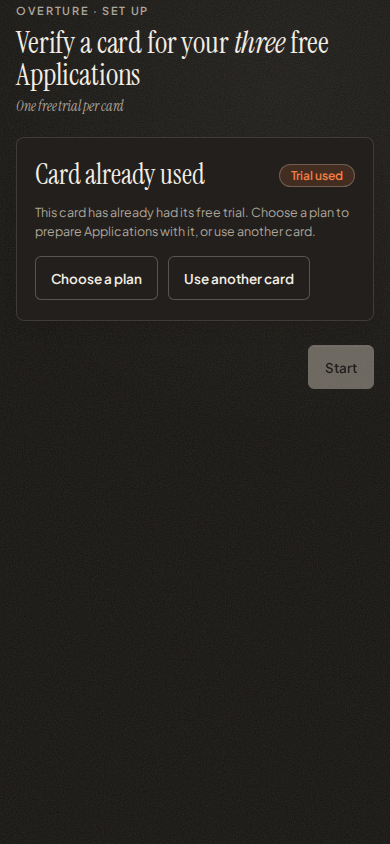 OVERTURE · SET UP
Verify a card for your three free
Applications
One free trial per card
Card already used
Trial used
This card has already had its free trial. Choose a plan to
prepare Applications with it, or use another card.
Choose a plan
Use another card
Start